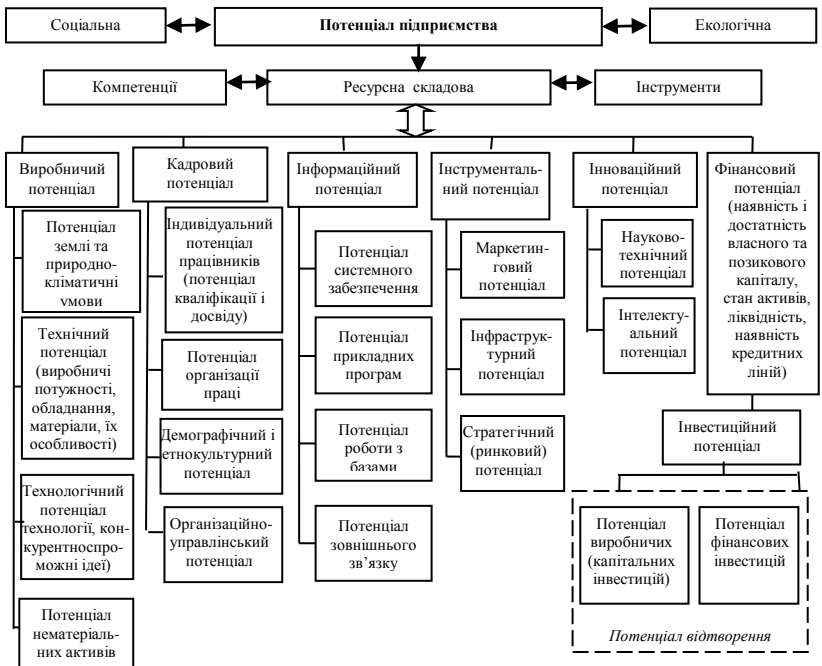 Соціальна
Потенціал підприємства
Екологічна
Компетенції
Ресурсна складова
Інструменти
Виробничий
потенціал
Потенціал
землі та
природно-
кліматичні
умови
Технічний
потенціал
(виробничі
потужності,
обладнання,
матеріали, їх
особливості)
Технологічний
потенціал
технології, кон-
курентноспро-
можні ідеї)
Потенціал
нематеріаль-
них активів
Кадровий
потенціал
Індивідуальний
потенціал
працівників
(потенціал
кваліфікації і
досвіду)
Потенціал
організації
праці
Демографічний і
етнокультурний
потенціал
Організаційно-
управлінський
потенціал
Інформаційний
потенціал
Потенціал
системного
забезпечення
Потенціал
прикладних
програм
Потенціал
роботи з
базами
Потенціал
зовнішнього
зв’язку
Інструменталь-
ний потенціал
Маркетин-
говий
потенціал
Інфраструк-
турний
потенціал
Стратегічний
(ринковий)
потенціал
Інноваційний
потенціал
Науково-
технічний
потенціал
Інтелекту-
альний
потенціал
Фінансовий
потенціал
(наявність і
достатність
власного та
позикового
капіталу,
стан активів,
ліквідність,
наявність
кредитних
ліній)
Інвестиційний
потенціал
Потенціал
виробничих
(капітальних
інвестицій)
Потенціал
фінансових
інвестицій
Потенціал відтворення